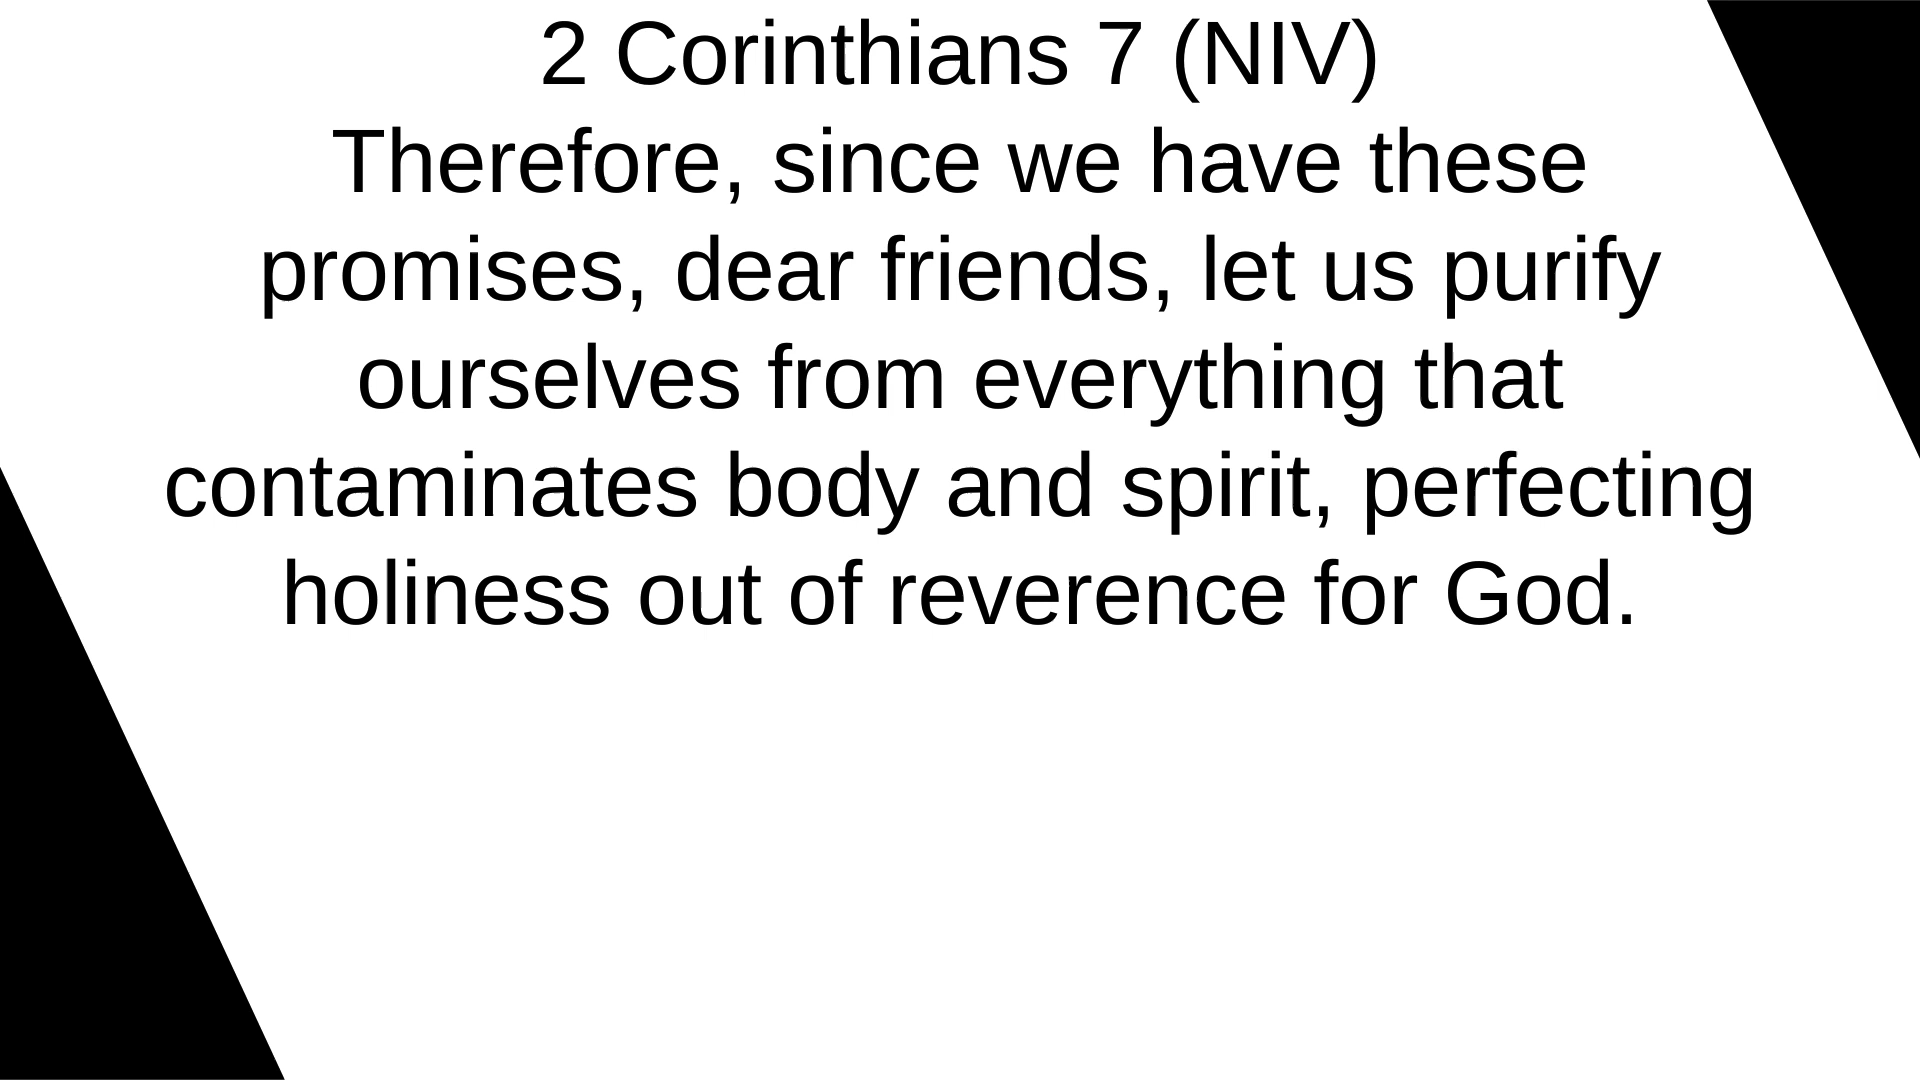 2 Corinthians 7 (NIV)
Therefore, since we have these
promises, dear friends, let us purify
ourselves from everything that
contaminates body and spirit, perfecting
holiness out of reverence for God.